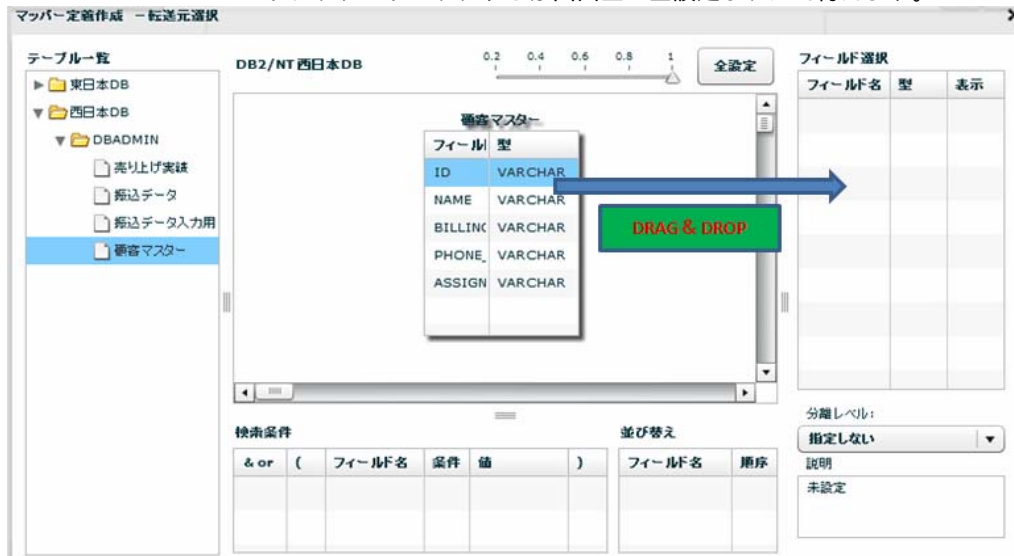 マッパー定義作成 －転送元選択
テーブル一覧
東日本DB
西日本DB
DBADMIN
売り上げ実績
振込データ
振込データ入力用
顧客マスター
DB2/NT 西日本DB
0.2 0.4 0.6 0.8 1
全設定
顧客マスター
フィール 型
ID VARCHAR
NAME VARCHAR
BILLING VARCHAR
PHONE_ VARCHAR
ASSIGN VARCHAR
DRAG & DROP
検索条件
& or ( フィールド名 条件 値 )
並び替え
フィールド名 順序
フィールド選択
フィールド名 型 表示
分離レベル:
指定しない
説明
未設定